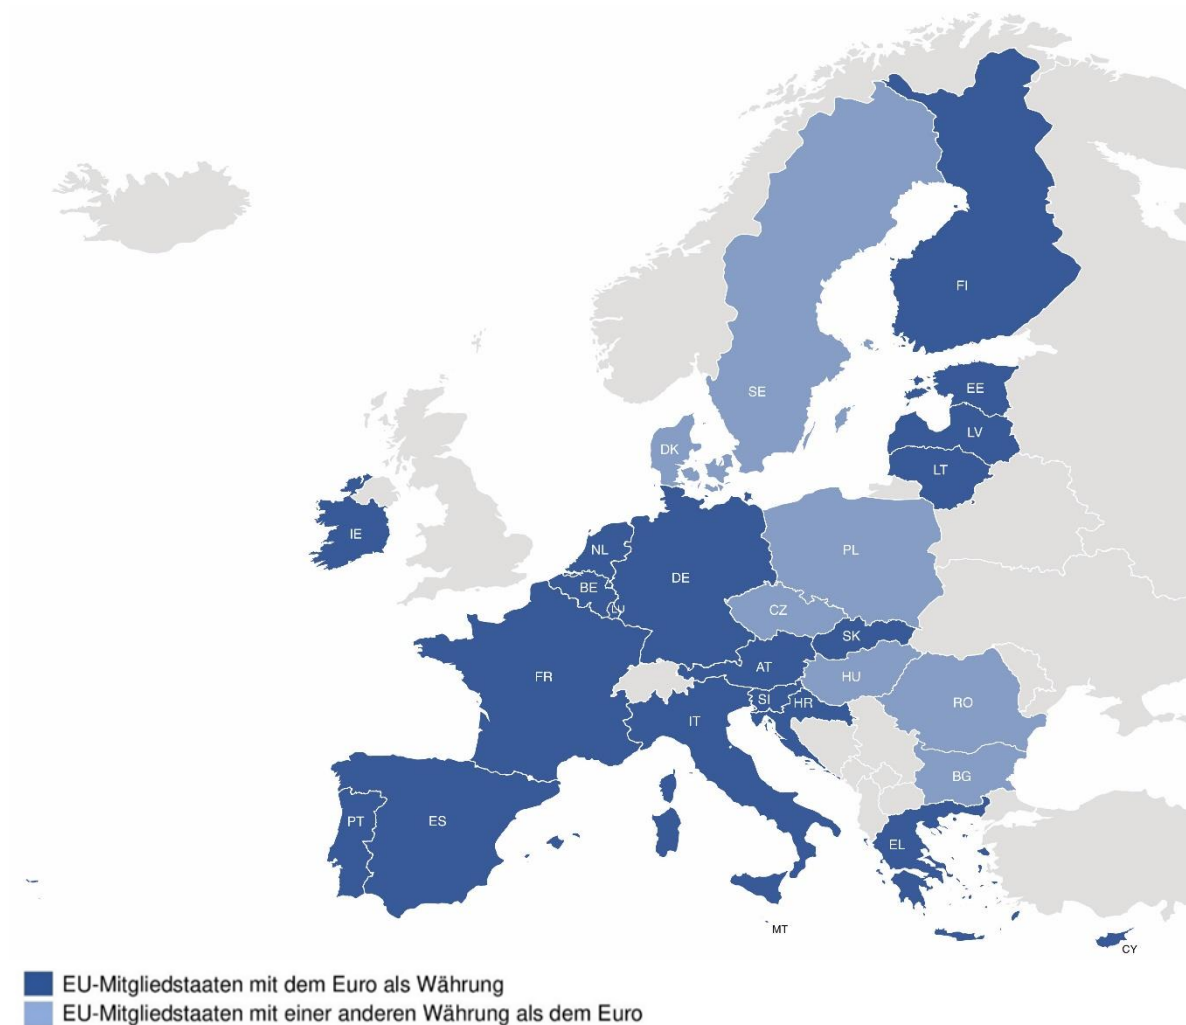 FI
SE
EE
LV
DK
LT
IE
NL
PL
DE
BE
LU
CZ
SK
AT
FR
HU
SI
HR
RO
IT
BG
PT
ES
EL
MT
CY
EU-Mitgliedstaaten mit dem Euro als Währung
EU-Mitgliedstaaten mit einer anderen Währung als dem Euro